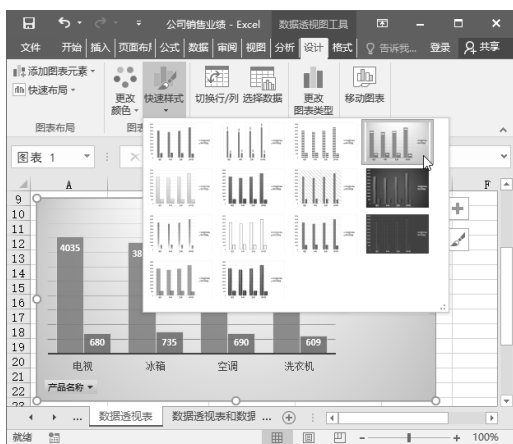 公司销售业绩 - Excel 数据透视图工具
文件 开始 插入 页面布 公式 数据 审阅 视图 分析 设计 格式 告诉我... 登录 共享
添加图表元素
快速布局
更改颜色 快速样式 切换行/列 选择数据 更改图表类型 移动图表
图表布局 图表
图表 1
A F
9
10
11
12
13
14
15
16
17
18
19
20
21
22
4035 38
680 735 690 609
电视 冰箱 空调 洗衣机
产品名称
... 数据透视表 数据透视表和数据 ...
就绪 100%